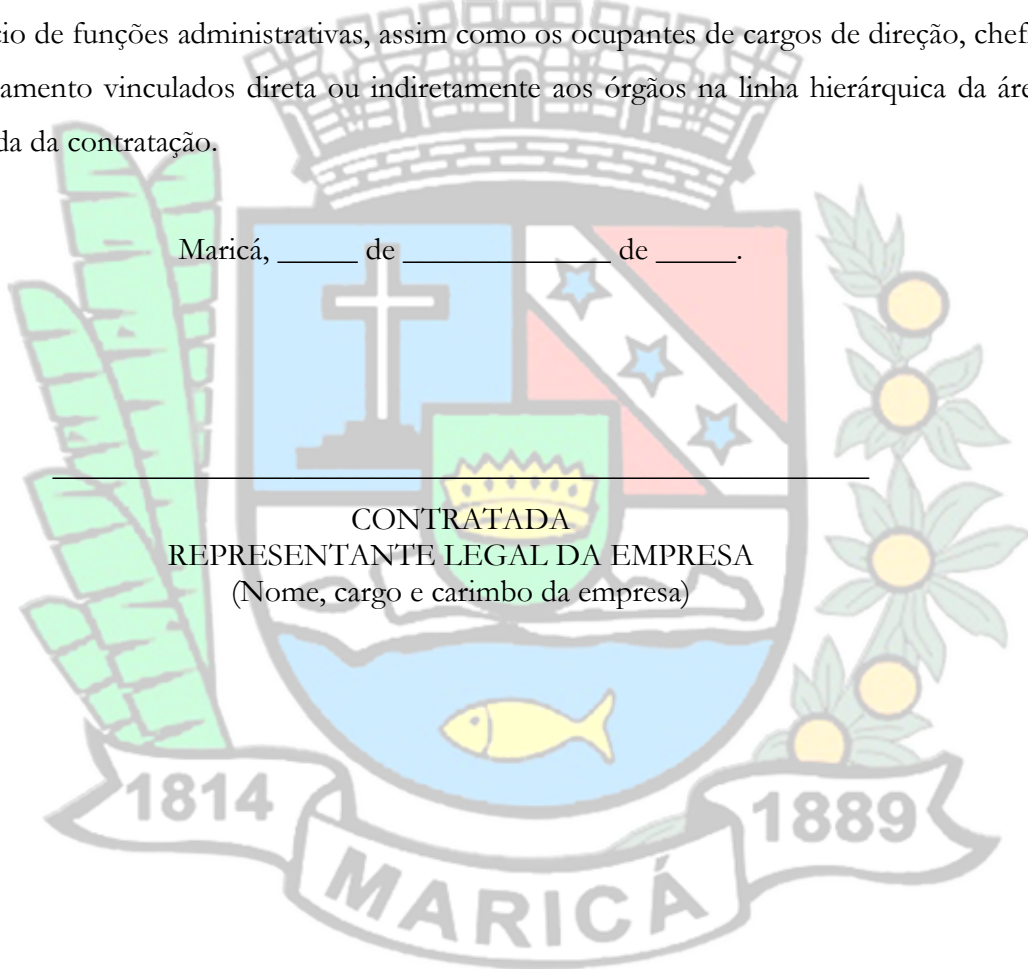 io de funções administrativas, assim como os ocupantes de cargos de direção, chef
amento vinculados direta ou indiretamente aos órgãos na linha hierárquica da áre
da da contratação.
Maricá, _____ de _____________ de _____.
CONTRATADA
REPRESENTANTE LEGAL DA EMPRESA
(Nome, cargo e carimbo da empresa)
1814
1889
MARICÁ